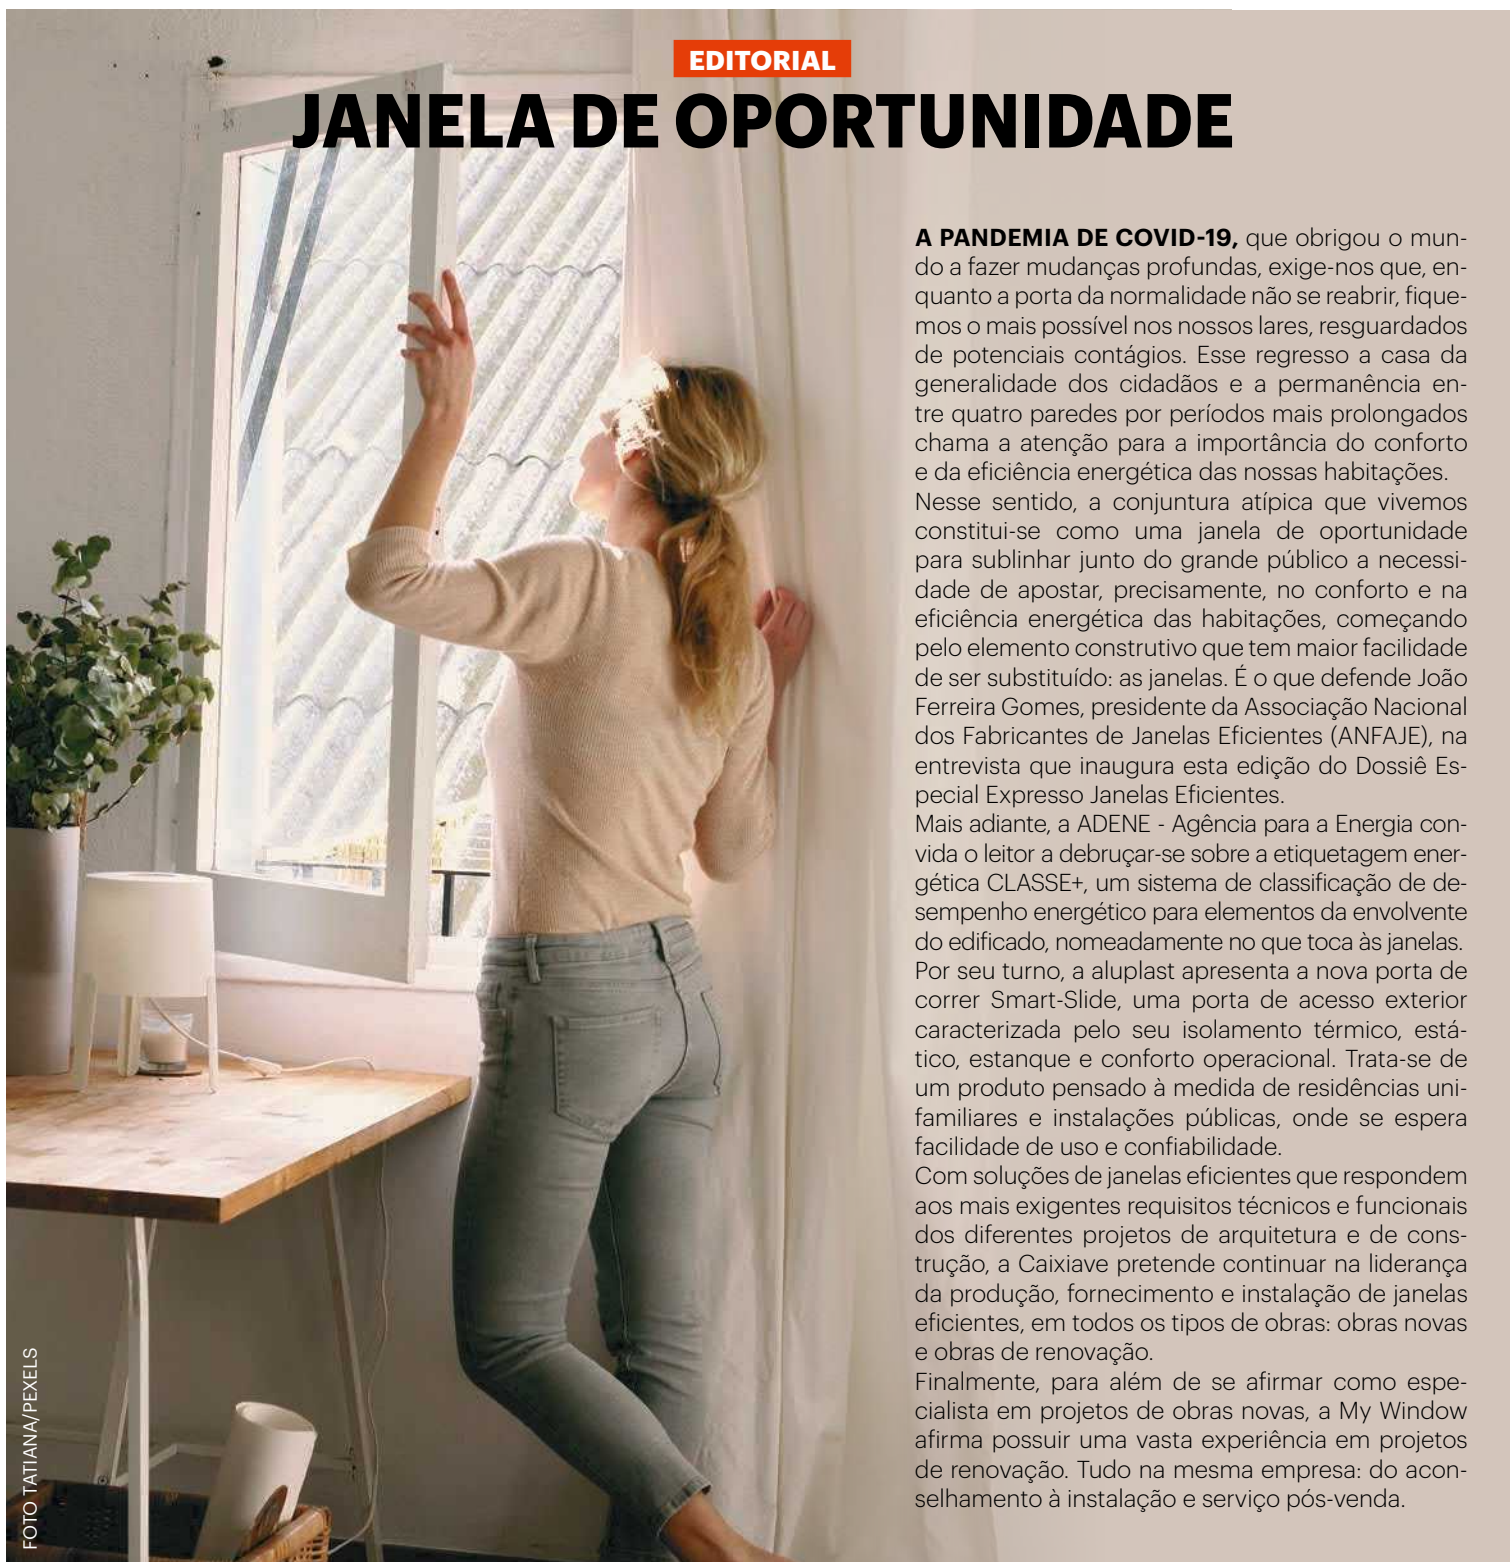 EDITORIAL
JANELA DE OPORTUNIDADE
A PANDEMIA DE COVID-19, que obrigou o mun-
do a fazer mudanças profundas, exige-nos que, en-
quanto a porta da normalidade não se reabrir, fique-
mos o mais possível nos nossos lares, resguardados
de potenciais contágios. Esse regresso a casa da
generalidade dos cidadãos e a permanência en-
tre quatro paredes por períodos mais prolongados
chama a atenção para a importância do conforto
e da eficiência energética das nossas habitações.
Nesse sentido, a conjuntura atípica que vivemos
constitui-se como uma janela de oportunidade
para sublinhar junto do grande público a necessi-
dade de apostar, precisamente, no conforto e na
eficiência energética das habitações, começando
pelo elemento construtivo que tem maior facilidade
de ser substituído: as janelas. É o que defende João
Ferreira Gomes, presidente da Associação Nacional
dos Fabricantes de Janelas Eficientes (ANFAJE), na
entrevista que inaugura esta edição do Dossiê Es-
pecial Expresso Janelas Eficientes.
Mais adiante, a ADENE - Agência para a Energia con-
vida o leitor a debruçar-se sobre a etiquetagem ener-
gética CLASSE+, um sistema de classificação de de-
sempenho energético para elementos da envolvente
do edificado, nomeadamente no que toca às janelas.
Por seu turno, a aluplast apresenta a nova porta de
correr Smart-Slide, uma porta de acesso exterior
caracterizada pelo seu isolamento térmico, está-
tico, estanque e conforto operacional. Trata-se de
um produto pensado à medida de residências uni-
familiares e instalações públicas, onde se espera
facilidade de uso e confiabilidade.
Com soluções de janelas eficientes que respondem
aos mais exigentes requisitos técnicos e funcionais
dos diferentes projetos de arquitetura e de cons-
trução, a Caixiave pretende continuar na liderança
da produção, fornecimento e instalação de janelas
eficientes, em todos os tipos de obras: obras novas
e obras de renovação.
Finalmente, para além de se afirmar como espe-
cialista em projetos de obras novas, a My Window
afirma possuir uma vasta experiência em projetos
de renovação. Tudo na mesma empresa: do acon-
selhamento à instalação e serviço pós-venda.
FOTO TATIANA/PEXELS